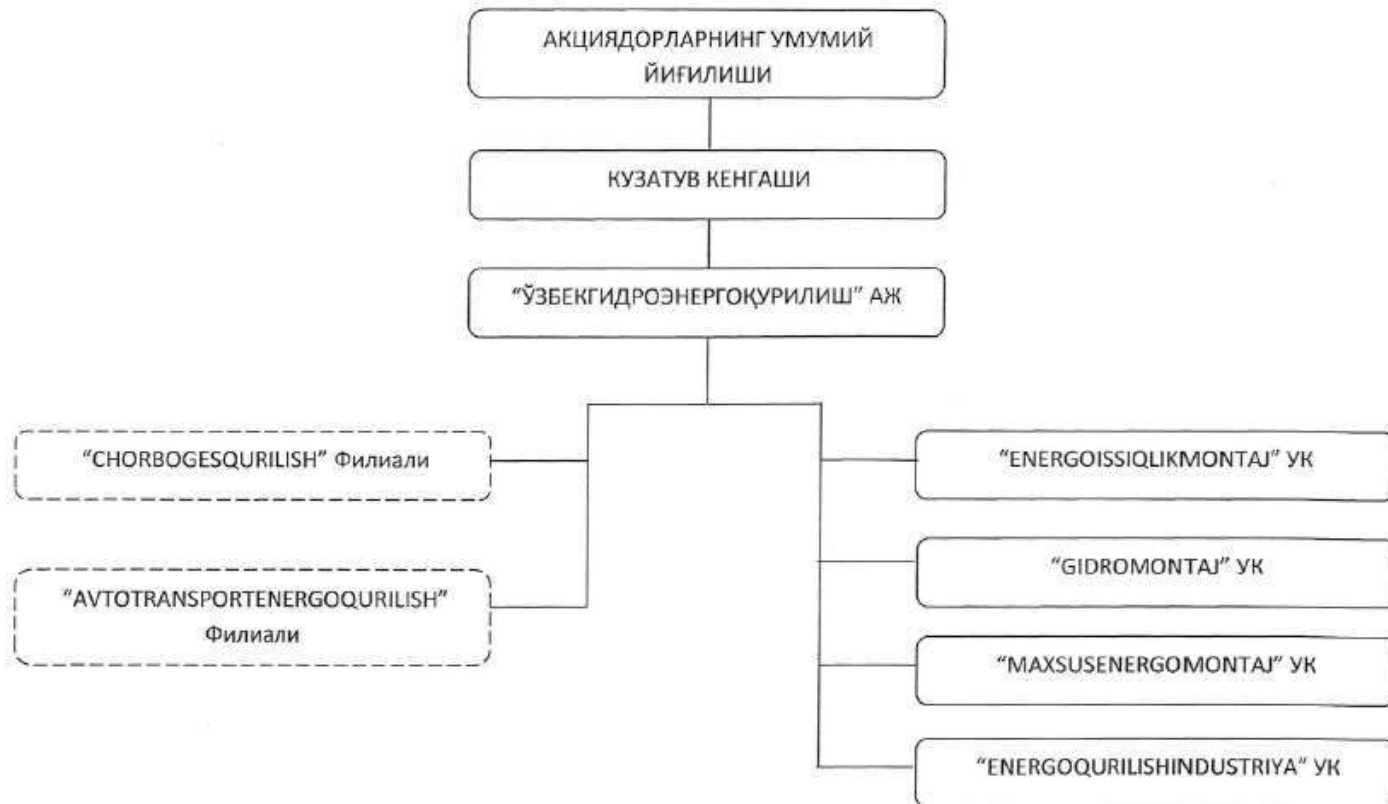 АКЦИЯДОРЛАРНИНГ УМУМИЙ
ЙИҒИЛИШИ
КУЗАТУВ КЕНГАШИ
“ЎЗБЕКГИДРОЭНЕРГОҚУРИЛИШ” АЖ
“CHORBOGESQURILISH” Филиали
“AVTOTRANSPORTENERGOQURILISH”
Филиали
“ENERGOISSIQLIKMONTAJ” УК
“GIDROMONTAJ” УК
“MAXSUSENERGOMONTAJ” УК
“ENERGOQURILISHINDUSTRIYA” УК